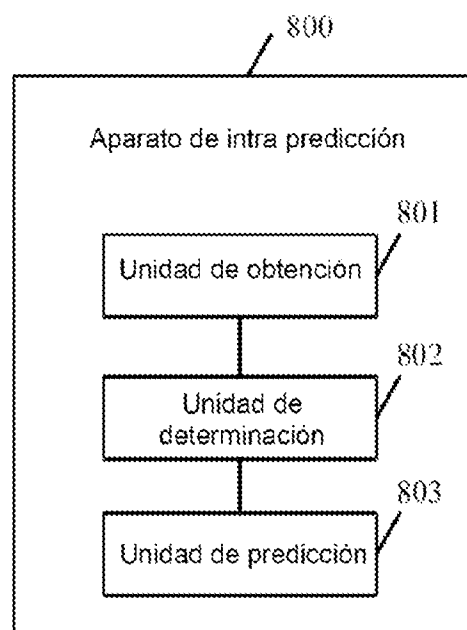 800
Aparato de intra predicción
801
Unidad de obtención
802
Unidad de
determinación
803
Unidad de predicción